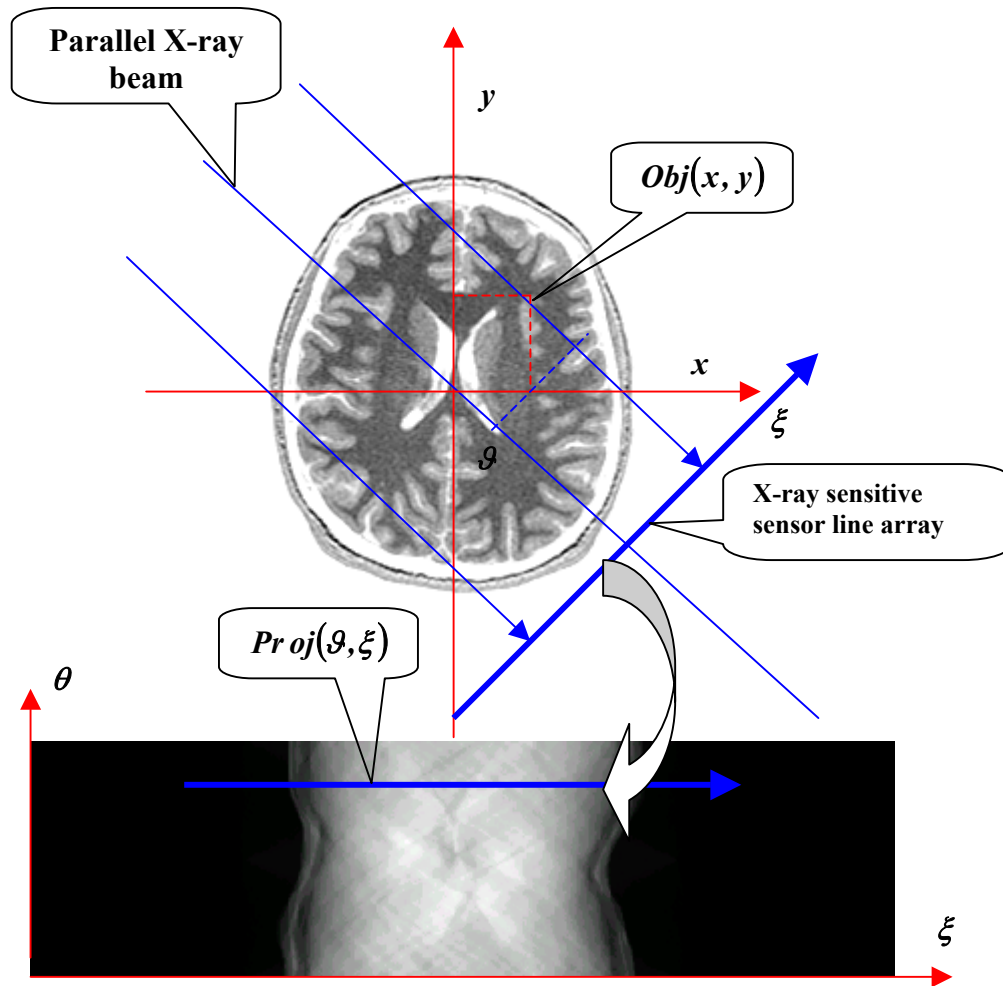 Parallel X-ray
beam
y
Obj(x, y)
x
ξ
ϑ
X-ray sensitive
sensor line array
Pr oj(ϑ,ξ)
θ
ξ